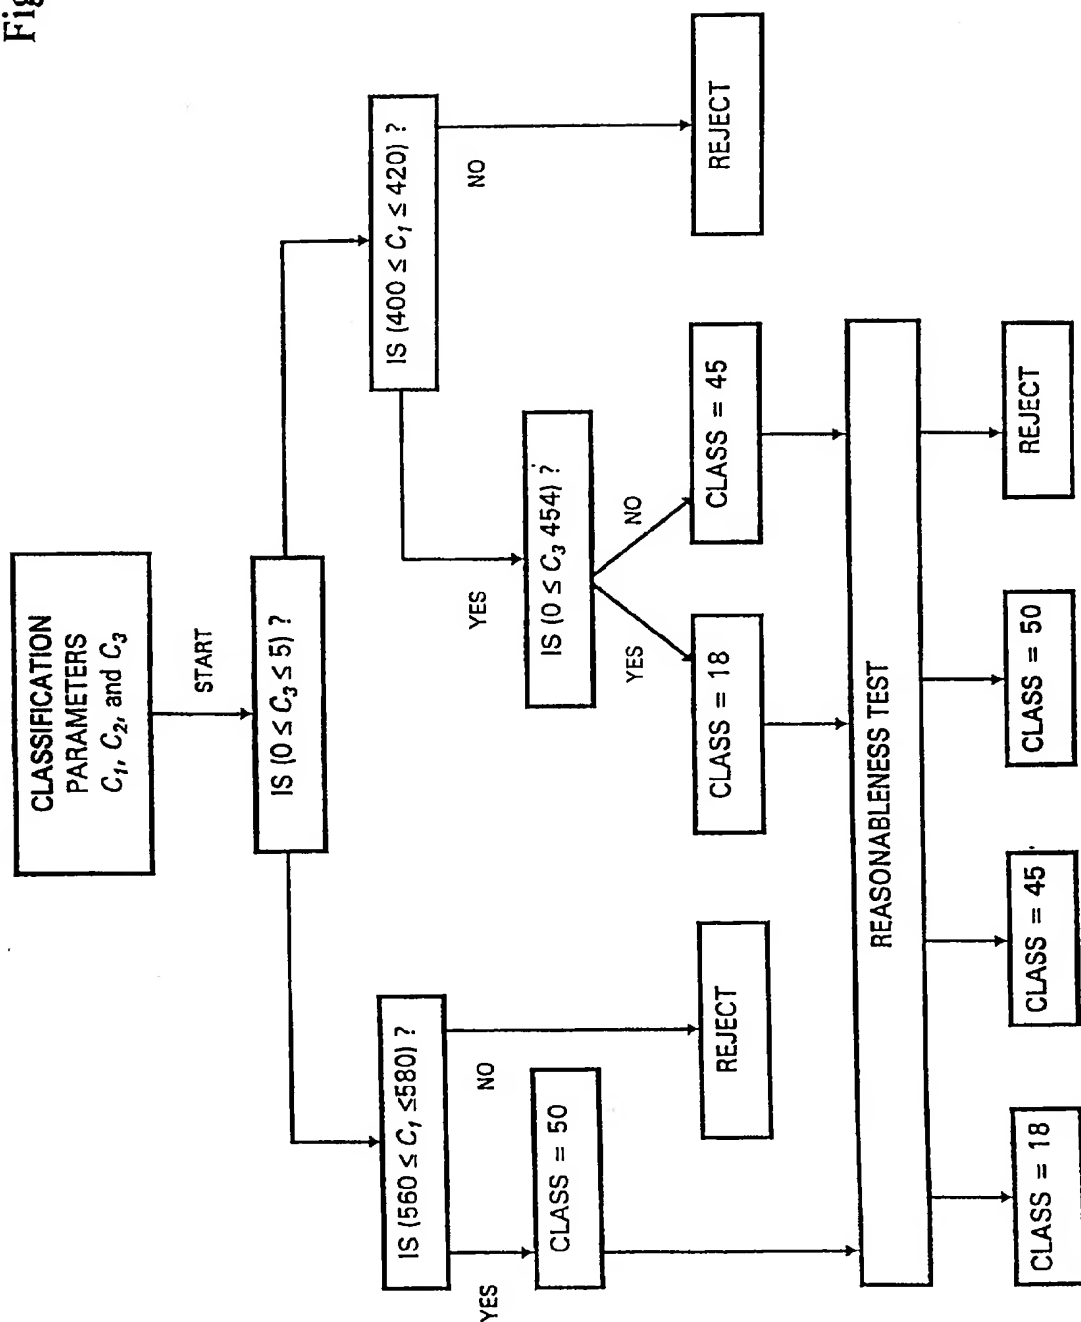 Fig
CLASSIFICATION
PARAMETERS
C₁, C₂, and C₃
START
IS (0 ≤ C₃ ≤ 5) ?
IS (560 ≤ C₁ ≤580) ?
IS (400 ≤ C₁ ≤ 420) ?
YES
NO
YES
NO
CLASS = 50
IS (0 ≤ C₃ 454) ?
YES
NO
REJECT
CLASS = 18
CLASS = 45
REJECT
REASONABLENESS TEST
CLASS = 18
CLASS = 45
CLASS = 50
REJECT